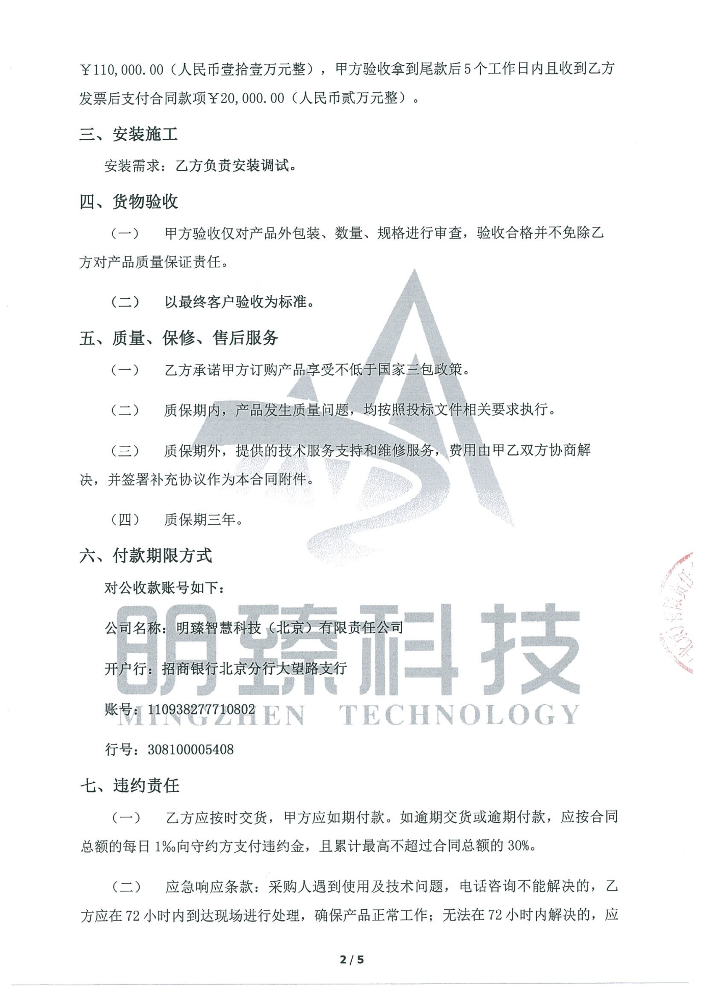 ￥110,000.00（人民币壹拾壹万元整），甲方验收拿到尾款后5个工作日内且收到乙方
发票后支付合同款项￥20,000.00（人民币贰万元整）。
三、安装施工
安装需求：乙方负责安装调试。
四、货物验收
（一） 甲方验收仅对产品外包装、数量、规格进行审查，验收合格并不免除乙
方对产品质量保证责任。
（二） 以最终客户验收为标准。
五、质量、保修、售后服务
（一） 乙方承诺甲方订购产品享受不低于国家三包政策。
（二） 质保期内，产品发生质量问题，均按照投标文件相关要求执行。
（三） 质保期外，提供的技术服务支持和维修服务，费用由甲乙双方协商解
决，并签署补充协议作为本合同附件。
（四） 质保期三年。
六、付款期限方式
对公收款账号如下：
公司名称：明臻智慧科技（北京）有限责任公司
开户行：招商银行北京分行大望路支行
账号：110938277710802
行号：308100005408
明臻科技
MINGZHEN TECHNOLOGY
七、违约责任
（一） 乙方应按时交货，甲方应如期付款。如逾期交货或逾期付款，应按合同
总额的每日1‰向守约方支付违约金，且累计最高不超过合同总额的30%。
（二） 应急响应条款：采购人遇到使用及技术问题，电话咨询不能解决的，乙
方应在72小时内到达现场进行处理，确保产品正常工作；无法在72小时内解决的，应
2/5
北京）有限责任